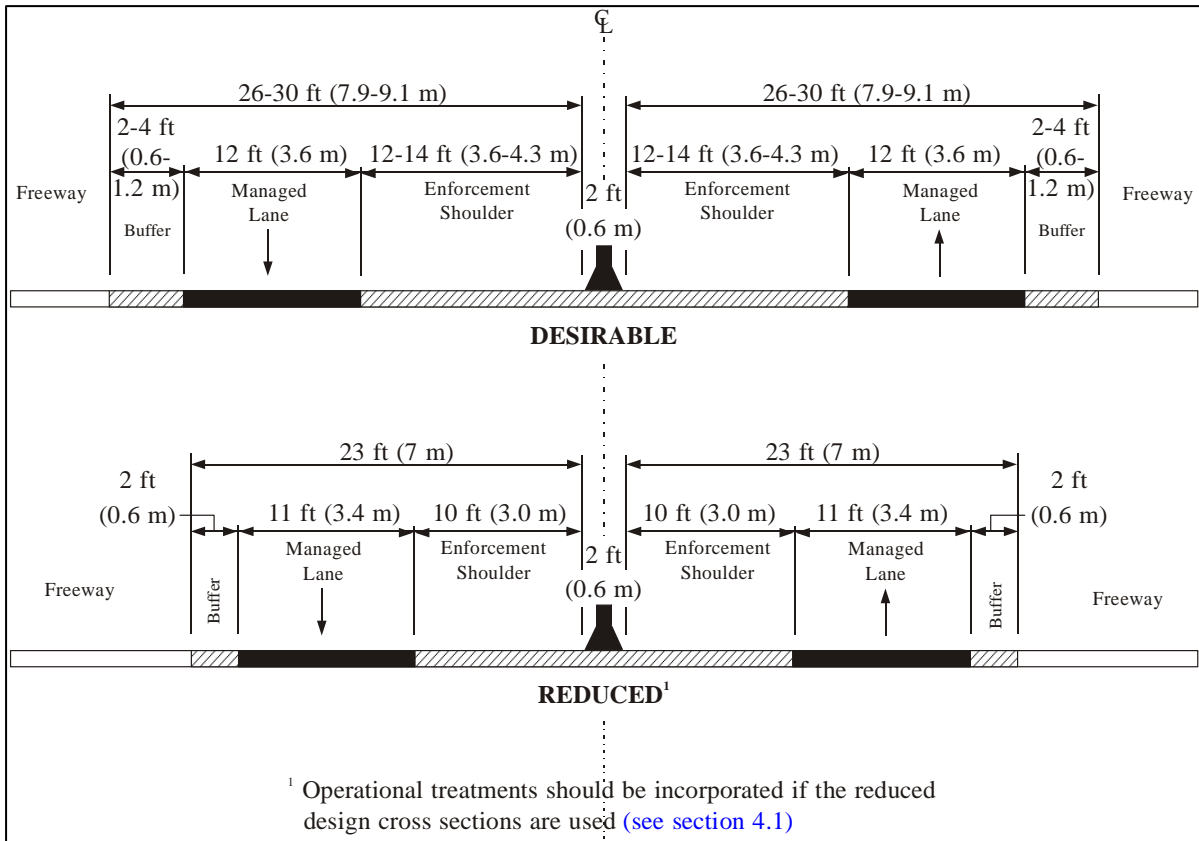 ℄
26-30 ft (7.9-9.1 m)
26-30 ft (7.9-9.1 m)
2-4 ft
(0.6-
1.2 m)
12 ft (3.6 m)
12-14 ft (3.6-4.3 m)
12-14 ft (3.6-4.3 m)
12 ft (3.6 m)
2-4 ft
(0.6-
1.2 m)
Freeway
Buffer
Managed
Lane
Enforcement
Shoulder
2 ft
(0.6 m)
Enforcement
Shoulder
Managed
Lane
Buffer
Freeway
DESIRABLE
23 ft (7 m)
23 ft (7 m)
2 ft
(0.6 m)
11 ft (3.4 m)
10 ft (3.0 m)
10 ft (3.0 m)
11 ft (3.4 m)
2 ft
(0.6 m)
Freeway
Buffer
Managed
Lane
Enforcement
Shoulder
2 ft
(0.6 m)
Enforcement
Shoulder
Managed
Lane
Buffer
Freeway
REDUCED¹
¹ Operational treatments should be incorporated if the reduced
design cross sections are used (see section 4.1)